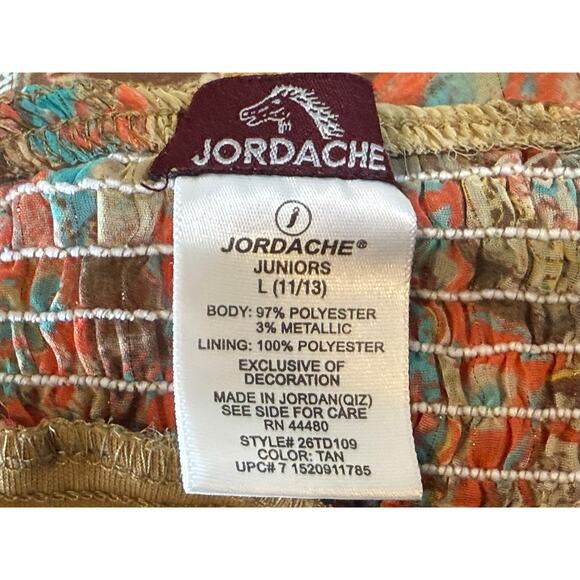 JORDACHE
i
JORDACHE®
JUNIORS
L (11/13)
BODY: 97% POLYESTER
3% METALLIC
LINING: 100% POLYESTER
EXCLUSIVE OF
DECORATION
MADE IN JORDAN(QIZ)
SEE SIDE FOR CARE
RN 44480
STYLE# 26TD109
COLOR: TAN
UPC# 7 1520911785